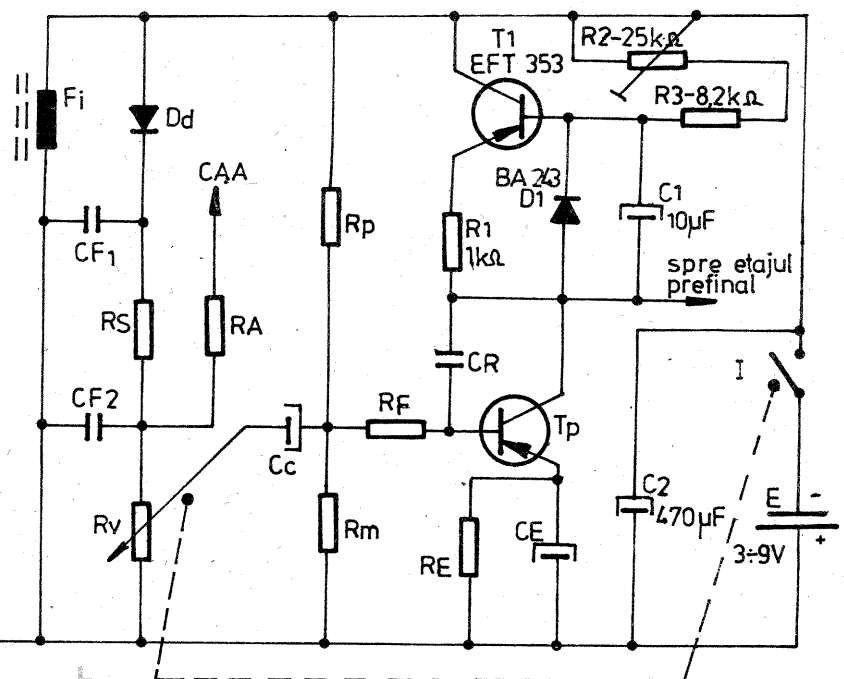 T1
EFT 353
R2-25kΩ
R3-8,2kΩ
Fi
Dd
CAA
CF1
Rp
R1
1kΩ
BA 243
D1
C1
10µF
spre etajul
prefinal
RS
RA
CR
I
CF2
Cc
RF
Tp
Rv
Rm
RE
CE
C2
470µF
E
-
+
3÷9V